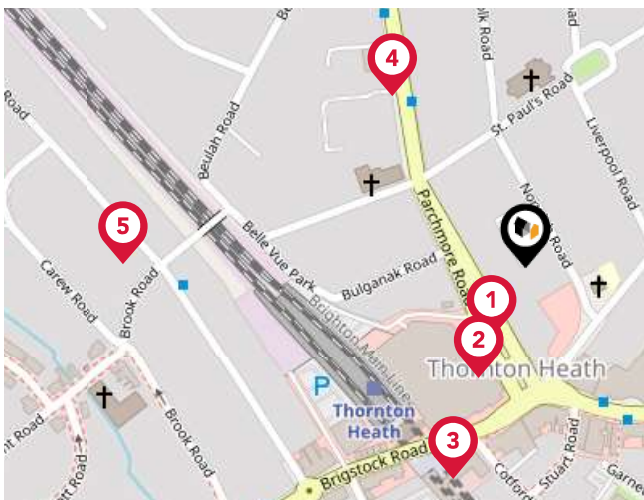 4
St. Paul's Road
Liverpool Road
Beulah Road
Road
5
Belle Vue Park
Parchmore Road
Bulganak Road
Carew Road
Brook Road
1
Brighton Main Line
2
Thornton Heath
P
Thornton
Heath
Brook Road
3
Brigstock Road
Stuart Road